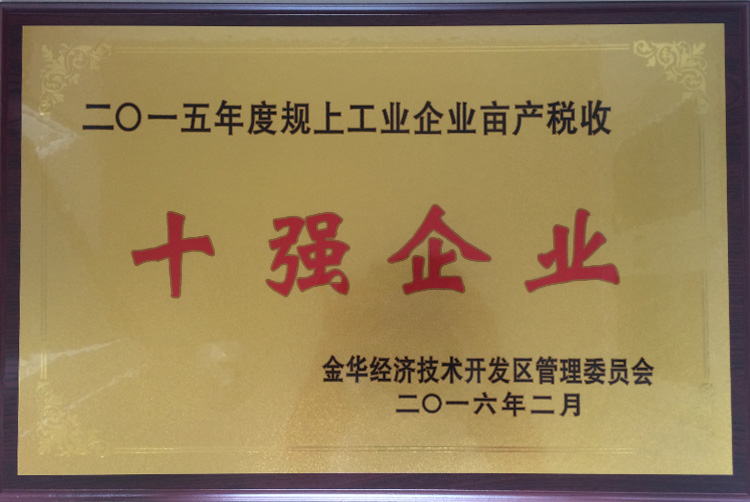 二〇一五年度规上工业企业亩产税收
十强企业
金华经济技术开发区管理委员会
二〇一六年二月